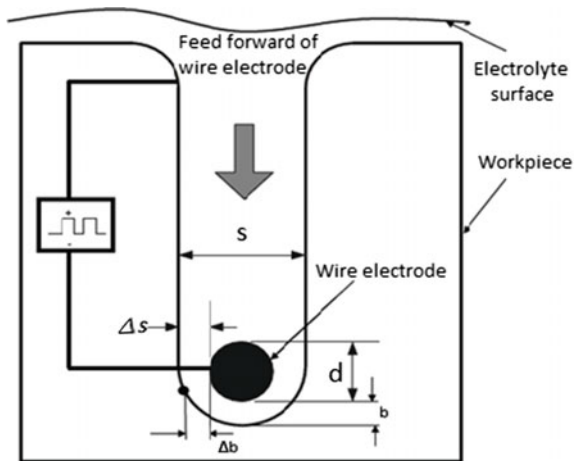 Feed forward of
wire electrode
Electrolyte
surface
Workpiece
+
-
S
Wire electrode
Δs
d
b
Δb